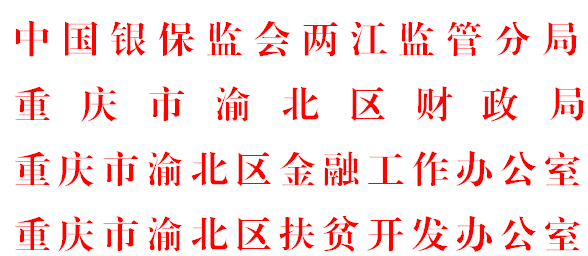 中国银保监会两江监管分局
重庆市渝北区财政局
重庆市渝北区金融工作办公室
重庆市渝北区扶贫开发办公室